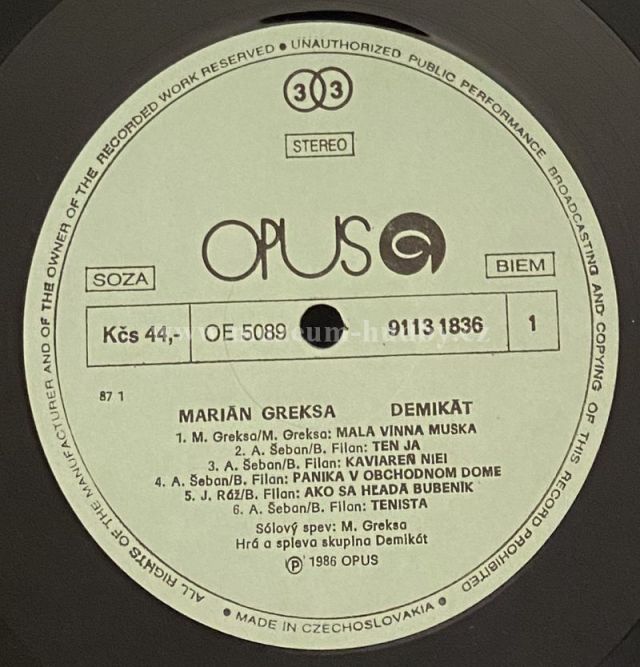 ALL RIGHTS OF THE MANUFACTURER AND OF THE OWNER OF THE RECORDED WORK RESERVED ● UNAUTHORIZED PUBLIC PERFORMANCE BROADCASTING AND COPYING OF THIS RECORD PROHIBITED
33
STEREO
OPUS
SOZA
BIEM
Kčs 44,- OE 5089 9113 1836 1
87 1
MARIÁN GREKSA DEMIKÁT
1. M. Greksa/M. Greksa: MALA VINNA MUSKA
2. A. Šeban/B. Filan: TEN JA
3. A. Šeban/B. Filan: KAVIAREŇ NIEI
4. A. Šeban/B. Filan: PANIKA V OBCHODNOM DOME
5. J. Ráž/B. Filan: AKO SA HĽADÁ BUBENÍK
6. A. Šeban/B. Filan: TENISTA
Sólový spev: M. Greksa
Hrá a spieva skupina Demikát
Ⓟ 1986 OPUS
● MADE IN CZECHOSLOVAKIA ●